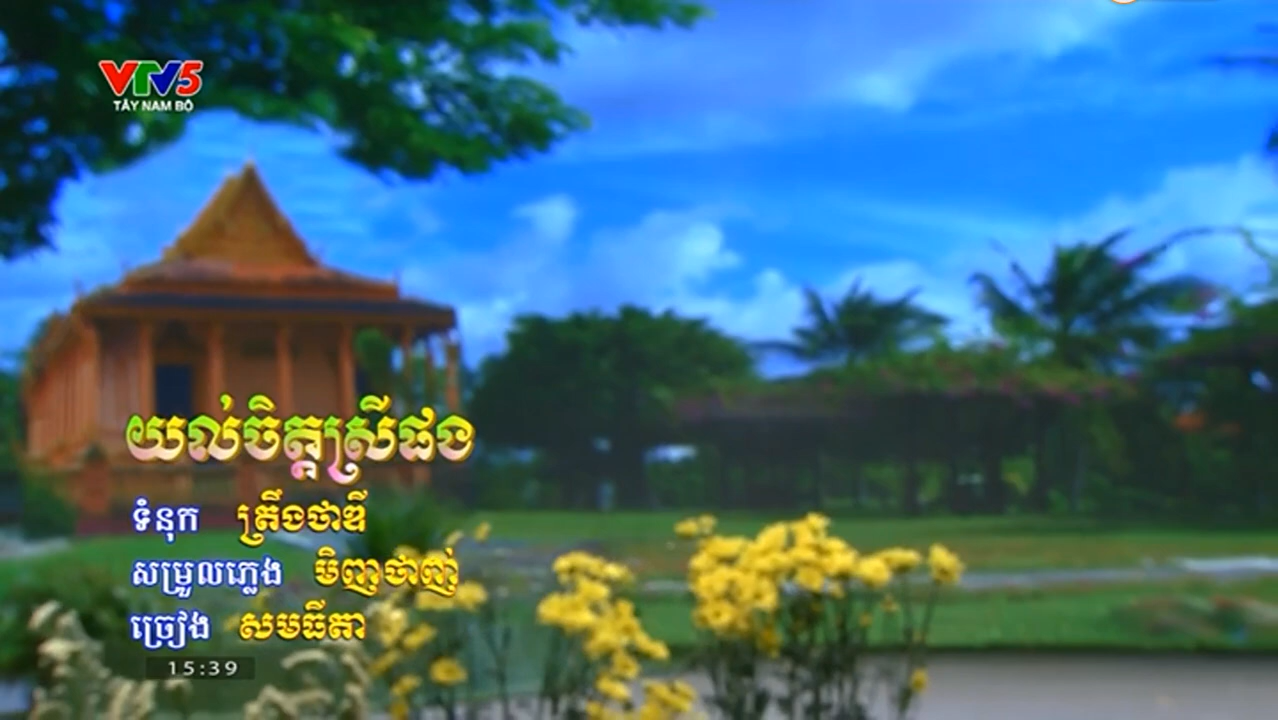 VTV5
TÂY NAM BỘ
យល់ចិត្តស្រីផង
ទំនុក ត្រឹងថាឌី
សម្រួលភ្លេង មិញថាញ់
ច្រៀង សមធីតា
15:39